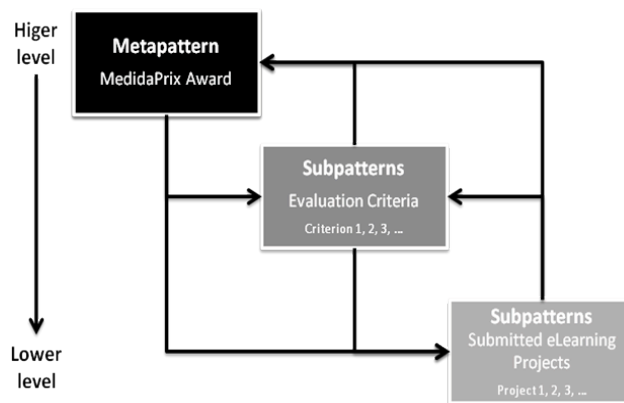 Higer
level
Metapattern
MedidaPrix Award
Subpatterns
Evaluation Criteria
Criterion 1, 2, 3, ...
Subpatterns
Submitted eLearning
Projects
Project 1, 2, 3, ...
Lower
level